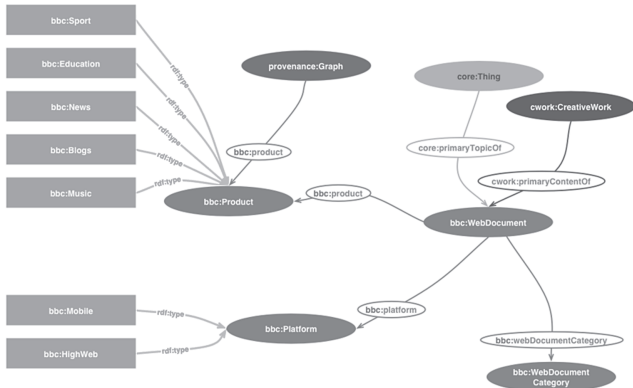 bbc:Sport
rdf:type
bbc:Education
rdf:type
bbc:News
rdf:type
bbc:Blogs
rdf:type
bbc:Music
rdf:type
provenance:Graph
bbc:product
bbc:Product
core:Thing
cwork:CreativeWork
core:primaryTopicOf
cwork:primaryContentOf
bbc:product
bbc:WebDocument
bbc:Mobile
rdf:type
bbc:HighWeb
rdf:type
bbc:Platform
bbc:platform
bbc:webDocumentCategory
bbc:WebDocument
Category